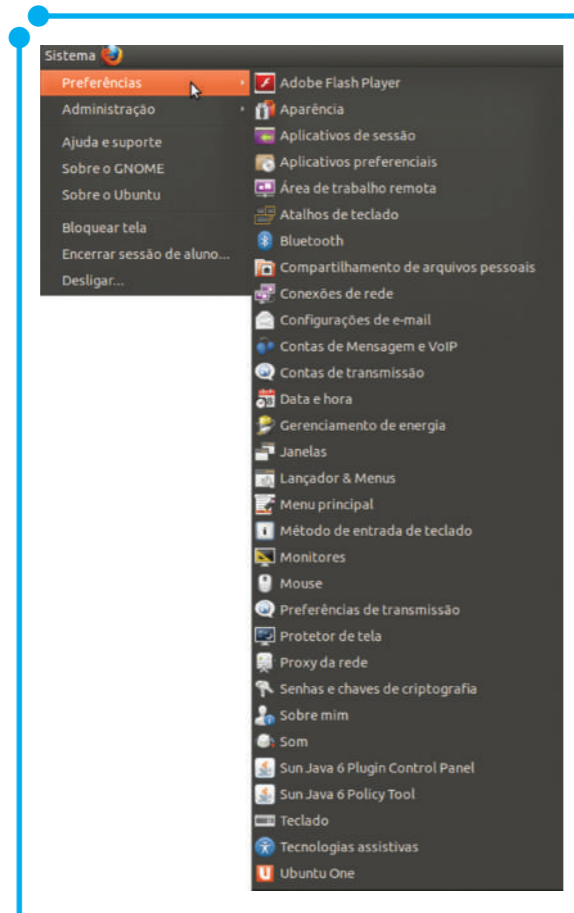 Sistema
Preferências
Administração
Ajuda e suporte
Sobre o GNOME
Sobre o Ubuntu
Bloquear tela
Encerrar sessão de aluno...
Desligar...
Adobe Flash Player
Aparência
Aplicativos de sessão
Aplicativos preferenciais
Área de trabalho remota
Atalhos de teclado
Bluetooth
Compartilhamento de arquivos pessoais
Conexões de rede
Configurações de e-mail
Contas de Mensagem e VoIP
Contas de transmissão
Data e hora
Gerenciamento de energia
Janelas
Lançador & Menus
Menu principal
Método de entrada de teclado
Monitores
Mouse
Preferências de transmissão
Protetor de tela
Proxy da rede
Senhas e chaves de criptografia
Sobre mim
Som
Sun Java 6 Plugin Control Panel
Sun Java 6 Policy Tool
Teclado
Tecnologias assistivas
Ubuntu One